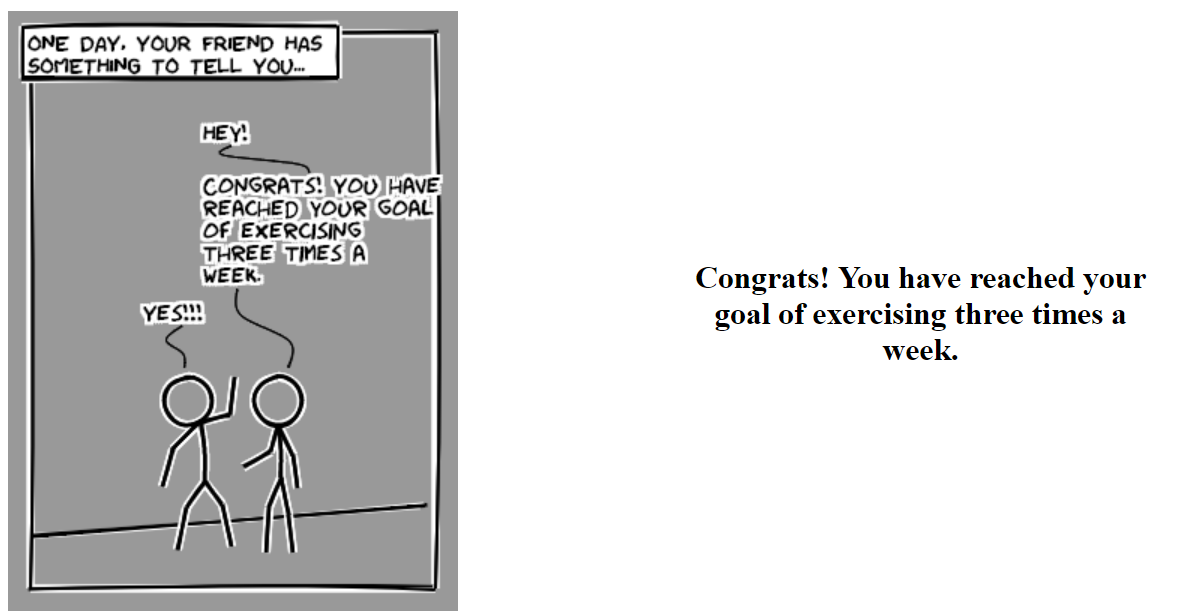 ONE DAY, YOUR FRIEND HAS
SOMETHING TO TELL YOU...
HEY!
CONGRATS! YOU HAVE
REACHED YOUR GOAL
OF EXERCISING
THREE TIMES A
WEEK.
YES!!!
Congrats! You have reached your
goal of exercising three times a
week.